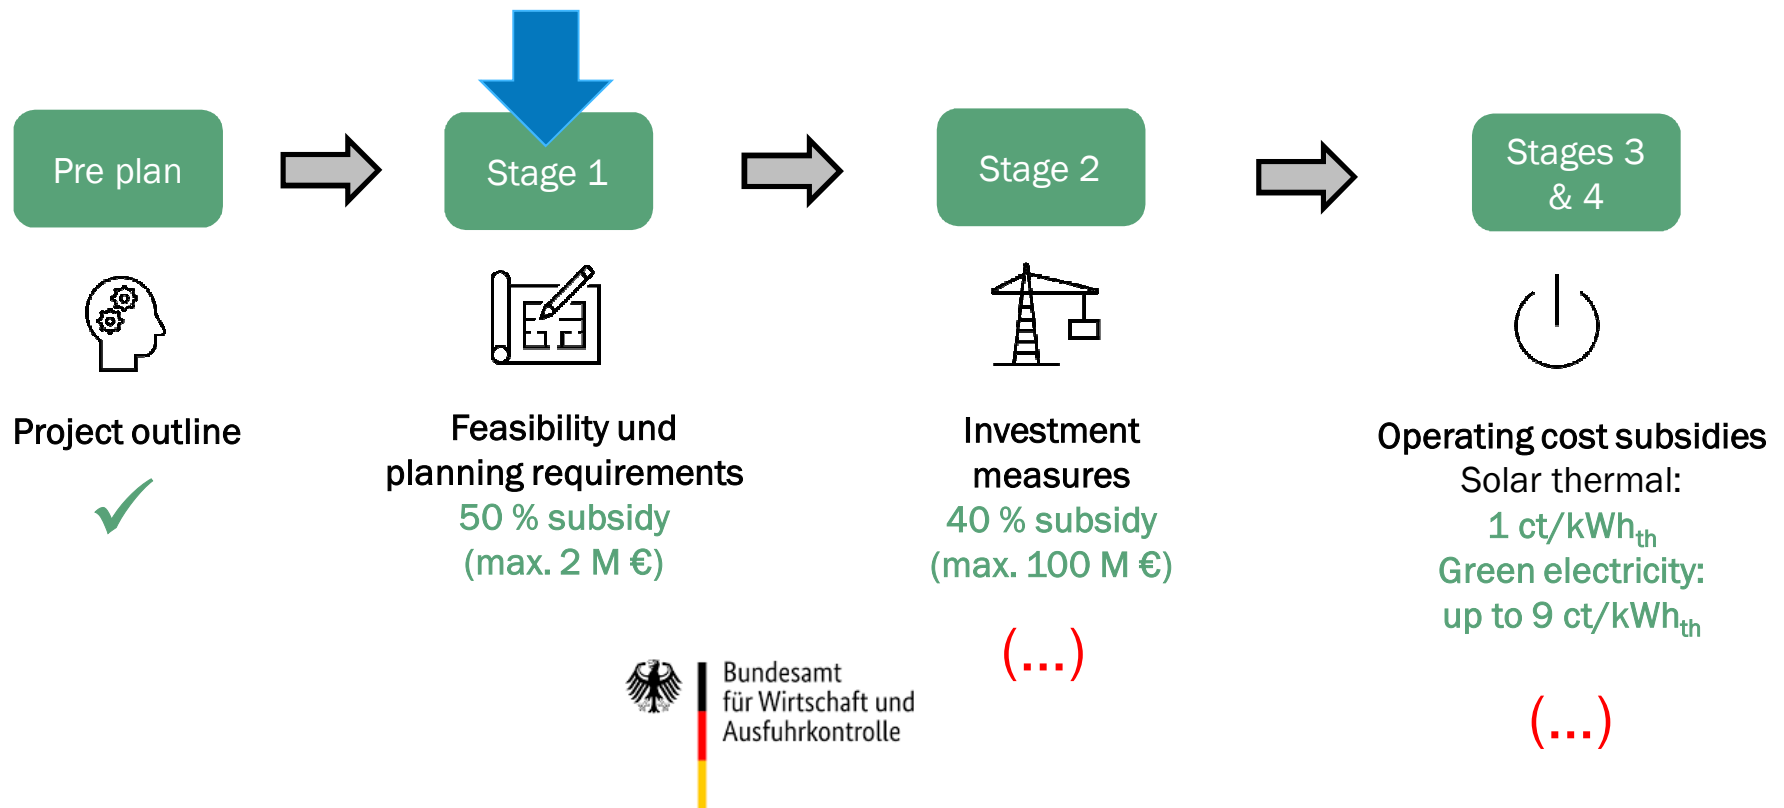 Pre plan
Stage 1
Stage 2
Stages 3
& 4
Project outline
Feasibility und
planning requirements
50 % subsidy
(max. 2 M €)
Investment
measures
40 % subsidy
(max. 100 M €)
(...)
Operating cost subsidies
Solar thermal:
1 ct/kWhth
Green electricity:
up to 9 ct/kWhth
(...)
Bundesamt
für Wirtschaft und
Ausfuhrkontrolle